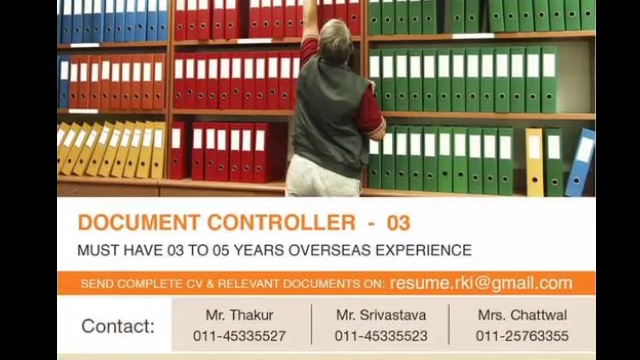 DOCUMENT CONTROLLER - 03
MUST HAVE 03 TO 05 YEARS OVERSEAS EXPERIENCE
SEND COMPLETE CV & RELEVANT DOCUMENTS ON: resume.rki@gmail.com
Contact:
Mr. Thakur
011-45335527
Mr. Srivastava
011-45335523
Mrs. Chattwal
011-25763355